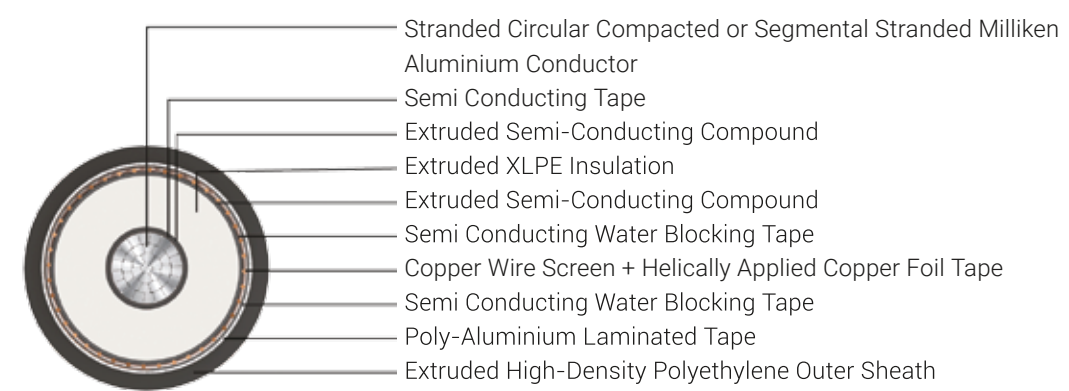 Stranded Circular Compacted or Segmental Stranded Milliken
Aluminium Conductor
Semi Conducting Tape
Extruded Semi-Conducting Compound
Extruded XLPE Insulation
Extruded Semi-Conducting Compound
Semi Conducting Water Blocking Tape
Copper Wire Screen + Helically Applied Copper Foil Tape
Semi Conducting Water Blocking Tape
Poly-Aluminium Laminated Tape
Extruded High-Density Polyethylene Outer Sheath